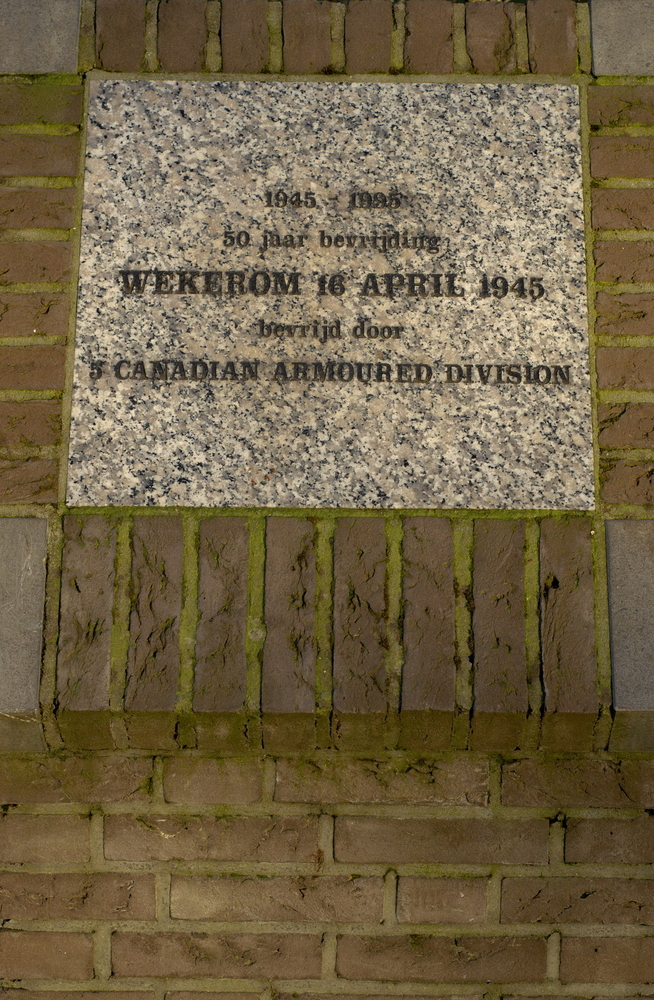 1945 - 1995
50 jaar bevrijding
WEKEROM 16 APRIL 1945
bevrijd door
5 CANADIAN ARMOURED DIVISION